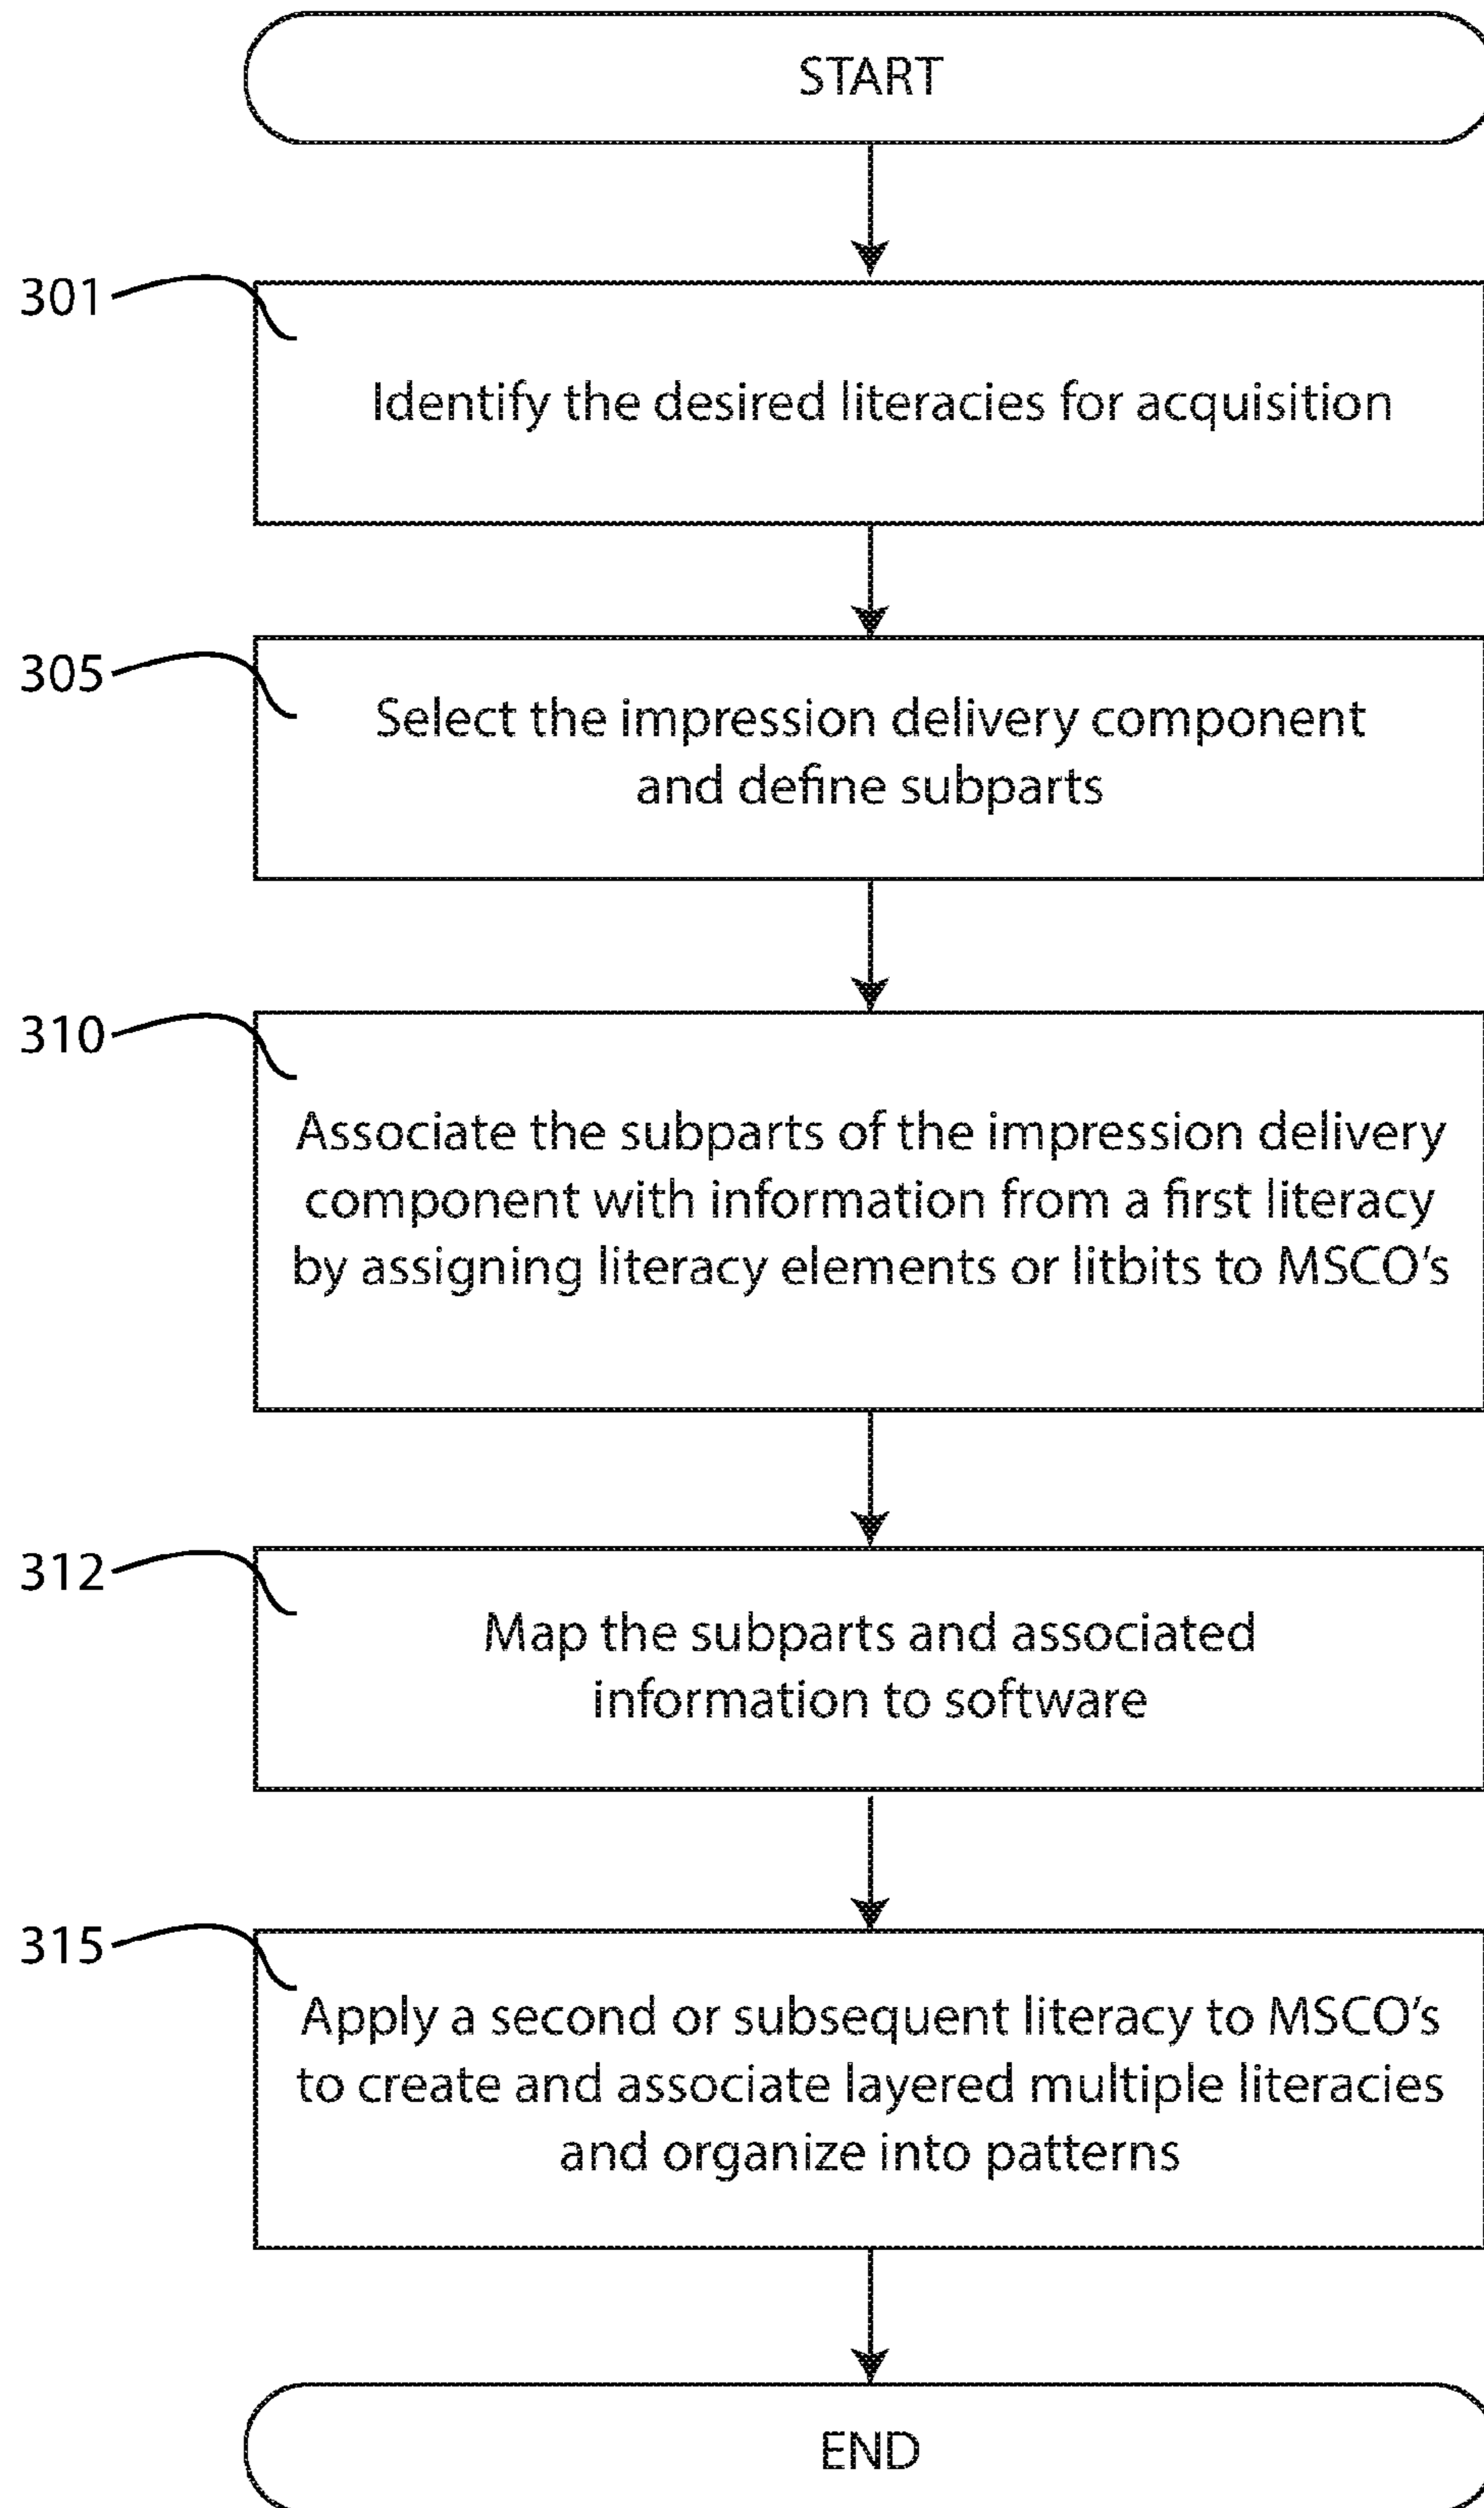 START
301
Identify the desired literacies for acquisition
305
Select the impression delivery component
and define subparts
310
Associate the subparts of the impression delivery
component with information from a first literacy
by assigning literacy elements or litbits to MSCO's
312
Map the subparts and associated
information to software
315
Apply a second or subsequent literacy to MSCO's
to create and associate layered multiple literacies
and organize into patterns
END